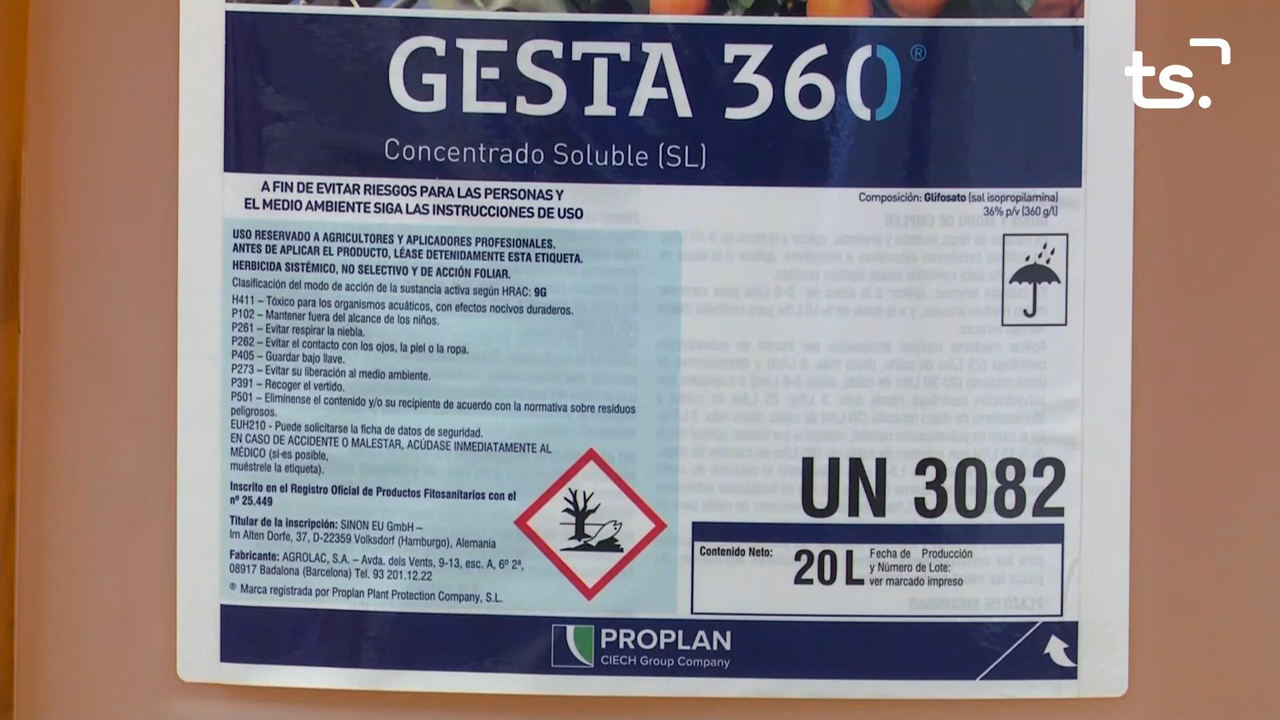 GESTA 360®
Concentrado Soluble (SL)
ts.
A FIN DE EVITAR RIESGOS PARA LAS PERSONAS Y
EL MEDIO AMBIENTE SIGA LAS INSTRUCCIONES DE USO
Composición: Glifosato (sal isopropilamina)
36% p/v (360 g/l)
USO RESERVADO A AGRICULTORES Y APLICADORES PROFESIONALES.
ANTES DE APLICAR EL PRODUCTO, LÉASE DETENIDAMENTE ESTA ETIQUETA.
HERBICIDA SISTÉMICO, NO SELECTIVO Y DE ACCIÓN FOLIAR.
Clasificación del modo de acción de la sustancia activa según HRAC: 9G
H411 – Tóxico para los organismos acuáticos, con efectos nocivos duraderos.
P102 – Mantener fuera del alcance de los niños.
P261 – Evitar respirar la niebla.
P262 – Evitar el contacto con los ojos, la piel o la ropa.
P405 – Guardar bajo llave.
P273 – Evitar su liberación al medio ambiente.
P391 – Recoger el vertido.
P501 – Elimínese el contenido y/o su recipiente de acuerdo con la normativa sobre residuos
peligrosos.
EUH210 - Puede solicitarse la ficha de datos de seguridad.
EN CASO DE ACCIDENTE O MALESTAR, ACÚDASE INMEDIATAMENTE AL
MÉDICO (si es posible,
muéstrele la etiqueta).
Inscrito en el Registro Oficial de Productos Fitosanitarios con el
nº 25.449
Titular de la inscripción: SINON EU GmbH –
Im Alten Dorfe, 37, D-22359 Volksdorf (Hamburgo), Alemania
Fabricante: AGROLAC, S.A. – Avda. dels Vents, 9-13, esc. A, 6º 2ª,
08917 Badalona (Barcelona) Tel. 93 201.12.22
® Marca registrada por Proplan Plant Protection Company, S.L.
UN 3082
Contenido Neto: 20 L
Fecha de Producción
y Número de Lote:
ver marcado impreso
PROPLAN
CIECH Group Company